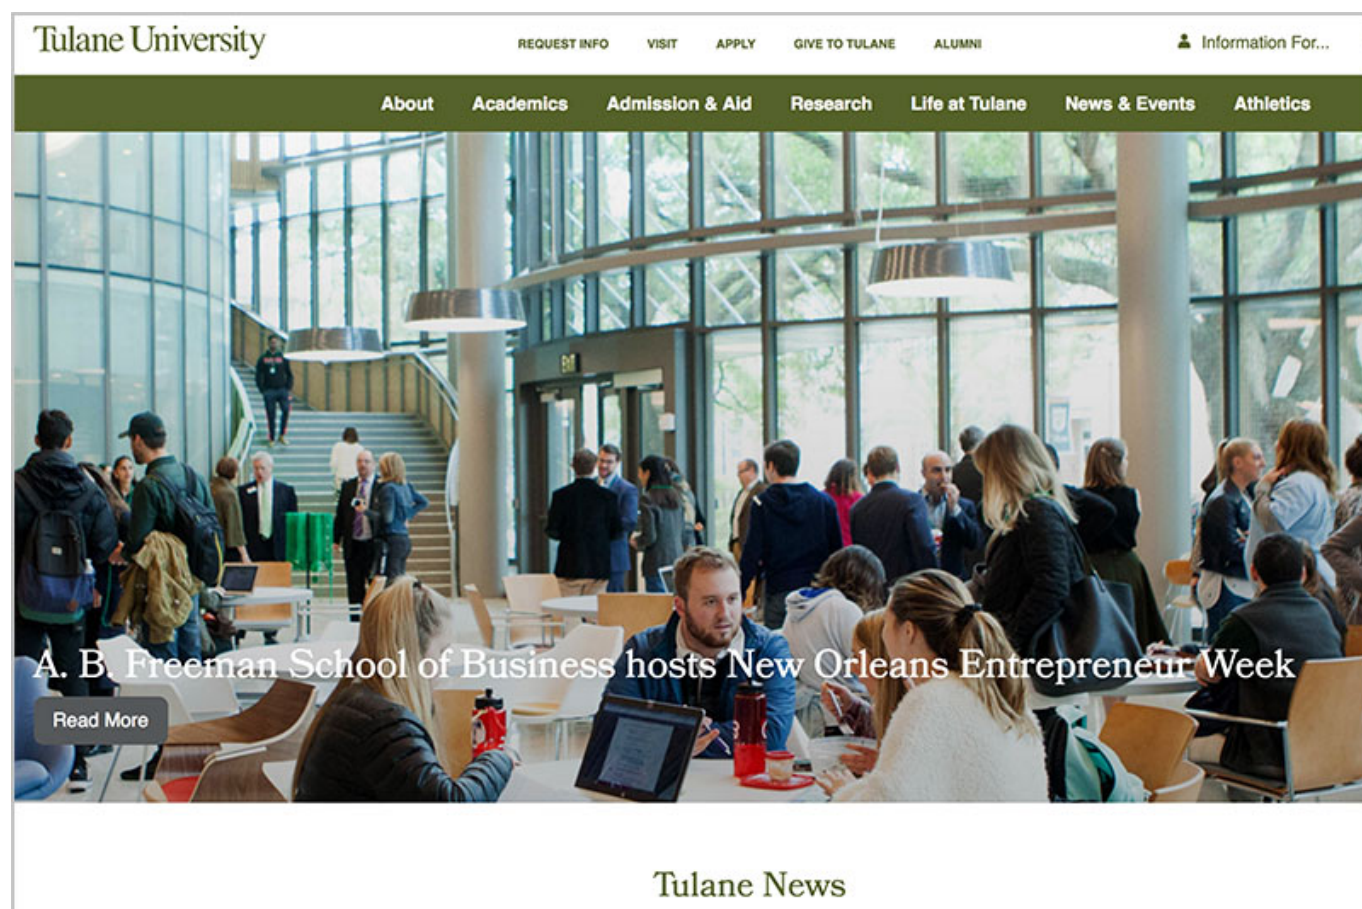 Tulane University
REQUEST INFO VISIT APPLY GIVE TO TULANE ALUMNI
Information For...
About Academics Admission & Aid Research Life at Tulane News & Events Athletics
EXIT
A. B. Freeman School of Business hosts New Orleans Entrepreneur Week
Read More
Tulane News